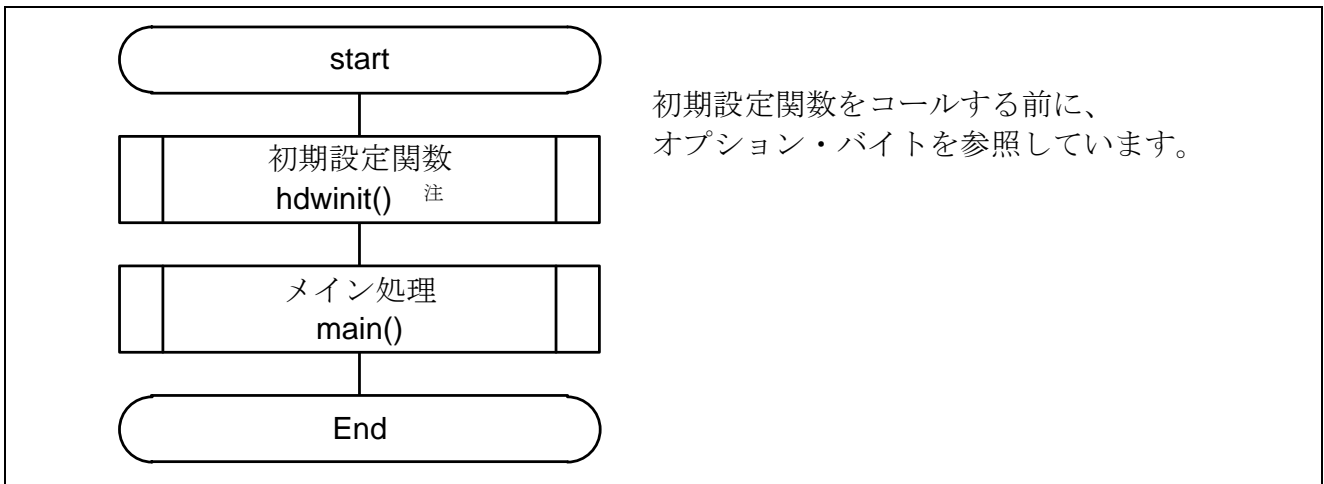 start
初期設定関数をコールする前に、
オプション・バイトを参照しています。
初期設定関数
hdwinit() 注
メイン処理
main()
End